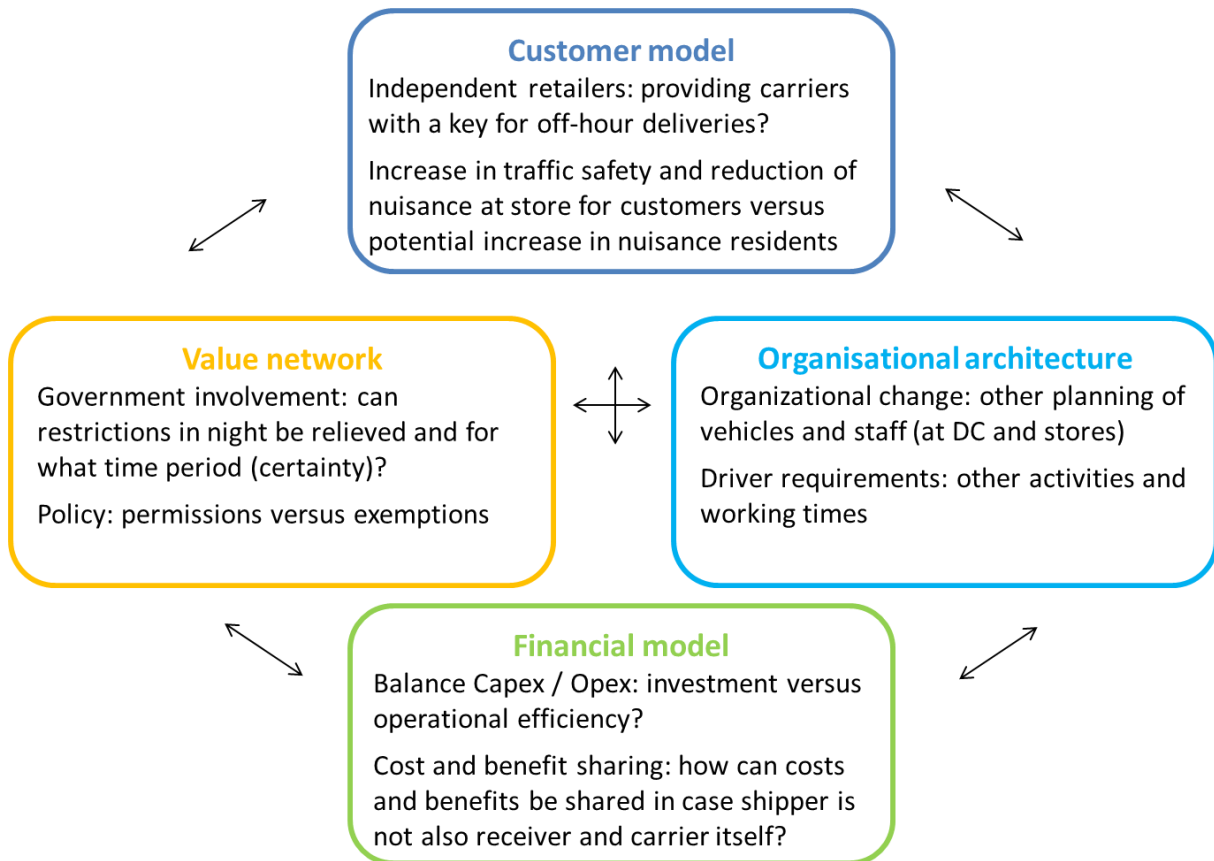 Customer model
Independent retailers: providing carriers
with a key for off-hour deliveries?
Increase in traffic safety and reduction of
nuisance at store for customers versus
potential increase in nuisance residents
Value network
Government involvement: can
restrictions in night be relieved and for
what time period (certainty)?
Policy: permissions versus exemptions
Organisational architecture
Organizational change: other planning of
vehicles and staff (at DC and stores)
Driver requirements: other activities and
working times
Financial model
Balance Capex / Opex: investment versus
operational efficiency?
Cost and benefit sharing: how can costs
and benefits be shared in case shipper is
not also receiver and carrier itself?